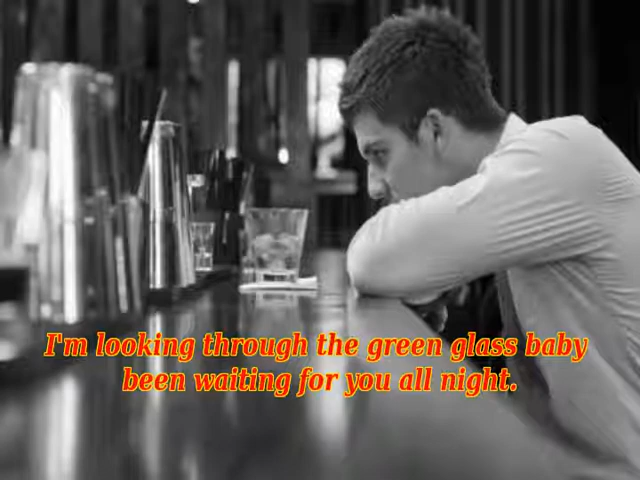 I'm looking through the green glass baby
been waiting for you all night.